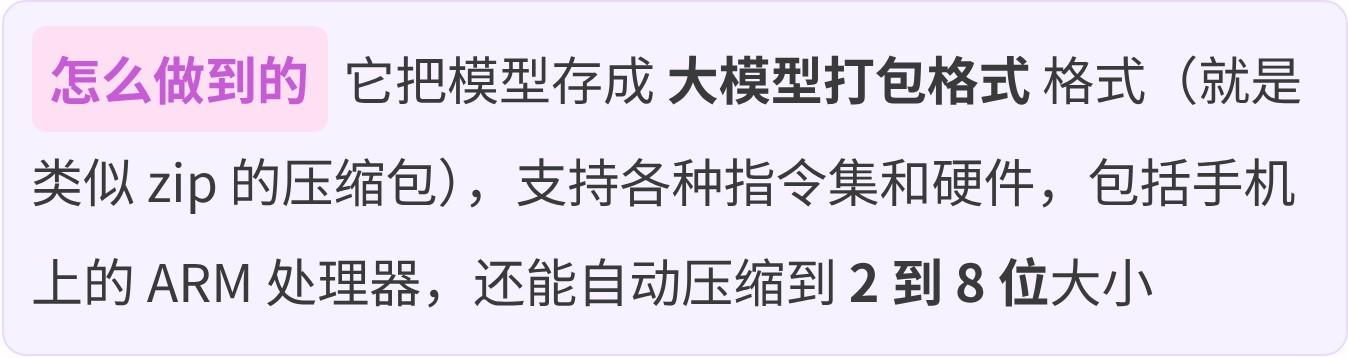 怎么做到的 它把模型存成 大模型打包格式 格式（就是
类似 zip 的压缩包），支持各种指令集和硬件，包括手机
上的 ARM 处理器，还能自动压缩到 2 到 8 位大小